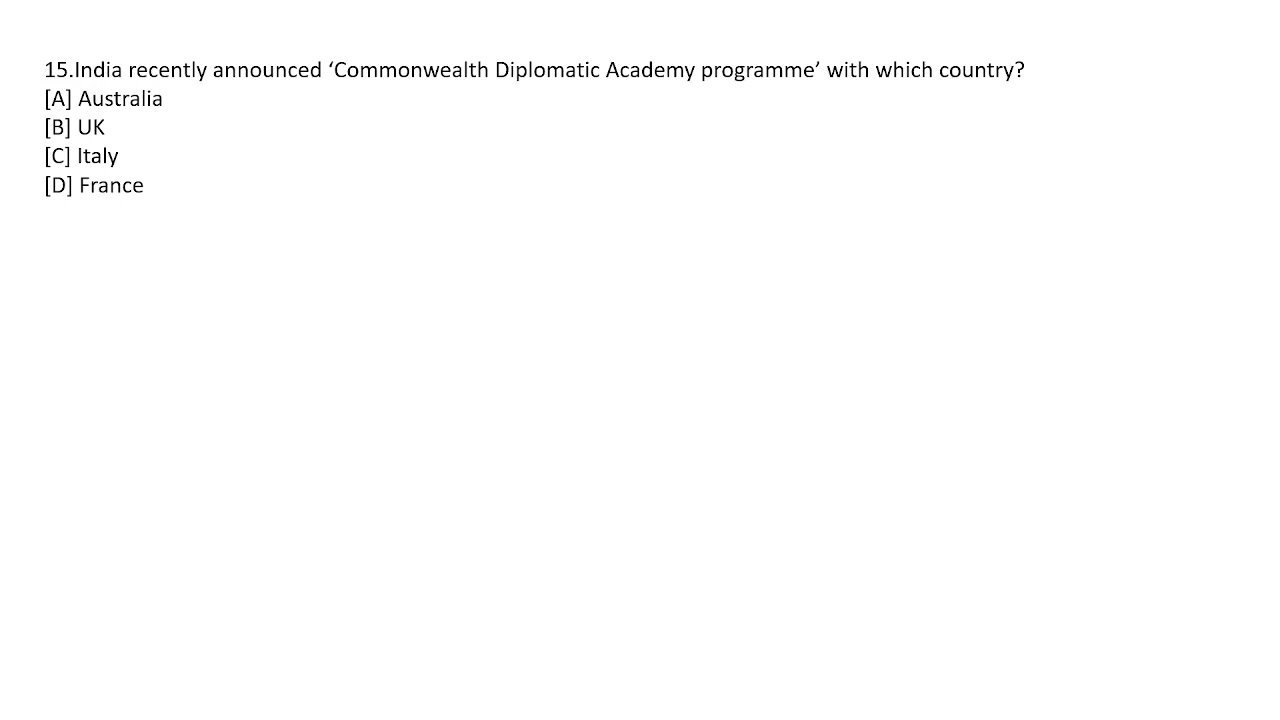 15.India recently announced ‘Commonwealth Diplomatic Academy programme’ with which country?
[A] Australia
[B] UK
[C] Italy
[D] France